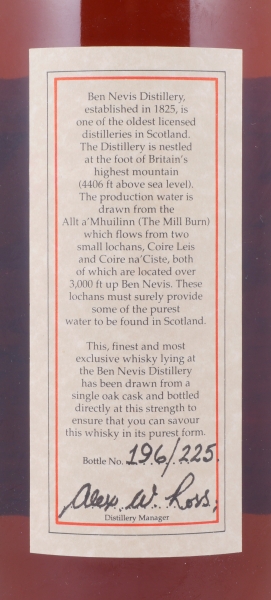 Ben Nevis Distillery,
established in 1825, is
one of the oldest licensed
distilleries in Scotland.
The Distillery is nestled
at the foot of Britain's
highest mountain
(4406 ft above sea level).
The production water is
drawn from the
Allt a'Mhuilinn (The Mill Burn)
which flows from two
small lochans, Coire Leis
and Coire na'Ciste, both
of which are located over
3,000 ft up Ben Nevis. These
lochans must surely provide
some of the purest
water to be found in Scotland.
This, finest and most
exclusive whisky lying at
the Ben Nevis Distillery
has been drawn from a
single oak cask and bottled
directly at this strength to
ensure that you can savour
this whisky in its purest form.
Bottle No. 196/225.
Alex. W. Ross,
Distillery Manager